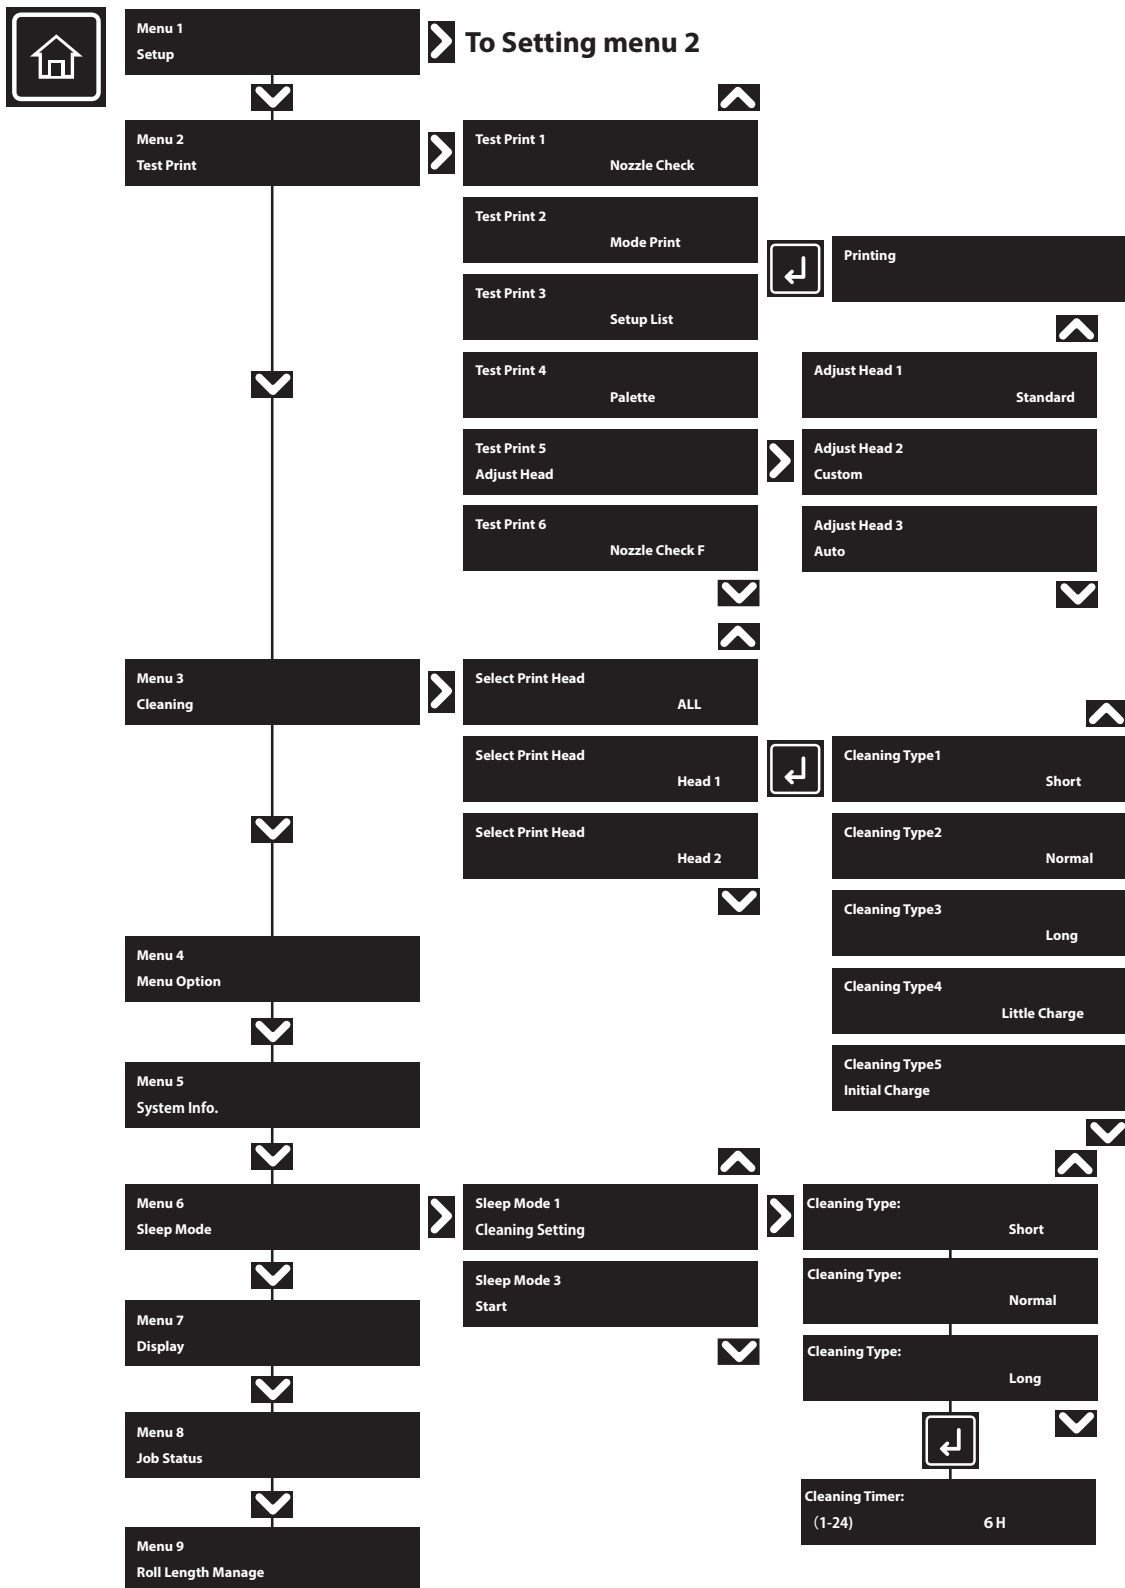 Menu 1
Setup
To Setting menu 2
Menu 2
Test Print
Test Print 1
Nozzle Check
Test Print 2
Mode Print
Test Print 3
Setup List
Printing
Test Print 4
Palette
Test Print 5
Adjust Head
Test Print 6
Nozzle Check F
Adjust Head 1
Standard
Adjust Head 2
Custom
Adjust Head 3
Auto
Menu 3
Cleaning
Select Print Head
ALL
Select Print Head
Head 1
Select Print Head
Head 2
Cleaning Type1
Short
Cleaning Type2
Normal
Cleaning Type3
Long
Cleaning Type4
Little Charge
Cleaning Type5
Initial Charge
Menu 4
Menu Option
Menu 5
System Info.
Menu 6
Sleep Mode
Sleep Mode 1
Cleaning Setting
Sleep Mode 3
Start
Cleaning Type:
Short
Cleaning Type:
Normal
Cleaning Type:
Long
Cleaning Timer:
(1-24) 6 H
Menu 7
Display
Menu 8
Job Status
Menu 9
Roll Length Manage